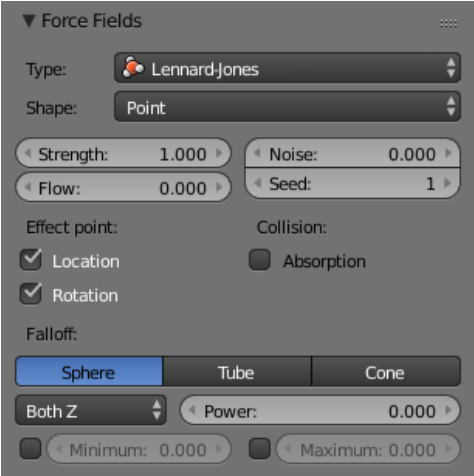 Force Fields
Type: Lennard-Jones
Shape: Point
Strength: 1.000 Noise: 0.000
Flow: 0.000 Seed: 1
Effect point: Collision:
Location Absorption
Rotation
Falloff:
Sphere Tube Cone
Both Z Power: 0.000
Minimum: 0.000 Maximum: 0.000